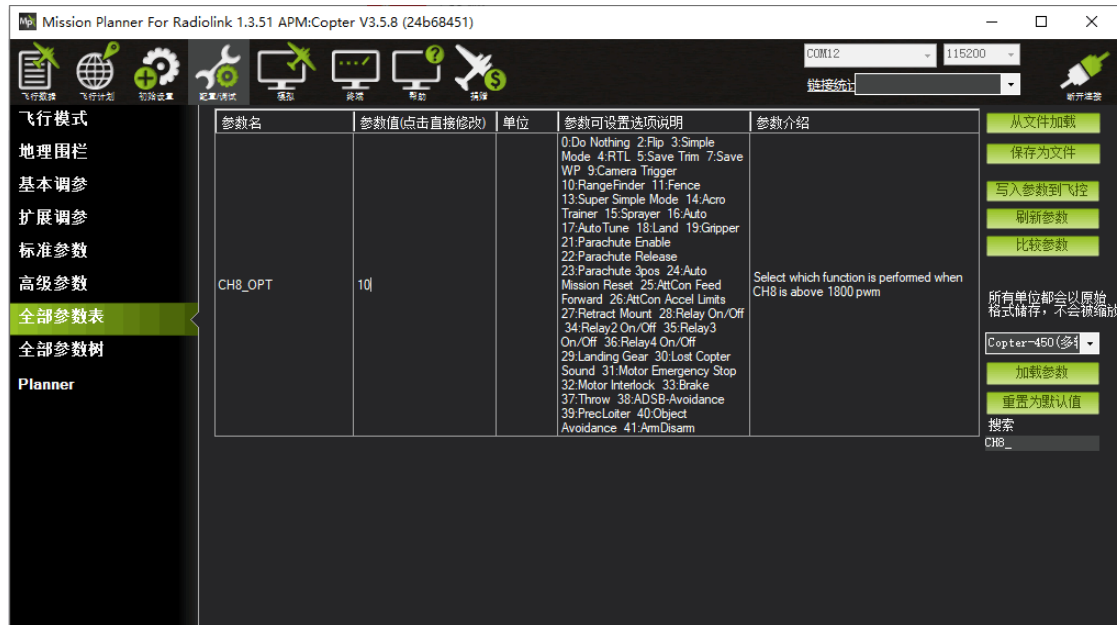 Mission Planner For Radiolink 1.3.51 APM:Copter V3.5.8 (24b68451)
COM12
115200
链接统计
飞行数据
飞行计划
初始设置
配置/调试
模拟
终端
帮助
捐赠
断开连接
飞行模式
地理围栏
基本调参
扩展调参
标准参数
高级参数
全部参数表
全部参数树
Planner
参数名
参数值(点击直接修改)
单位
参数可设置选项说明
参数介绍
CH8_OPT
10
0:Do Nothing 2:Flip 3:Simple
Mode 4:RTL 5:Save Trim 7:Save
WP 9:Camera Trigger
10:RangeFinder 11:Fence
13:Super Simple Mode 14:Acro
Trainer 15:Sprayer 16:Auto
17:AutoTune 18:Land 19:Gripper
21:Parachute Enable
22:Parachute Release
23:Parachute 3pos 24:Auto
Mission Reset 25:AttCon Feed
Forward 26:AttCon Accel Limits
27:Retract Mount 28:Relay On/Off
34:Relay2 On/Off 35:Relay3
On/Off 36:Relay4 On/Off
29:Landing Gear 30:Lost Copter
Sound 31:Motor Emergency Stop
32:Motor Interlock 33:Brake
37:Throw 38:ADSB-Avoidance
39:PrecLoiter 40:Object
Avoidance 41:ArmDisarm
Select which function is performed when
CH8 is above 1800 pwm
从文件加载
保存为文件
写入参数到飞控
刷新参数
比较参数
所有单位都会以原始
格式储存，不会被缩放
Copter-450(多
加载参数
重置为默认值
搜索
CH8_